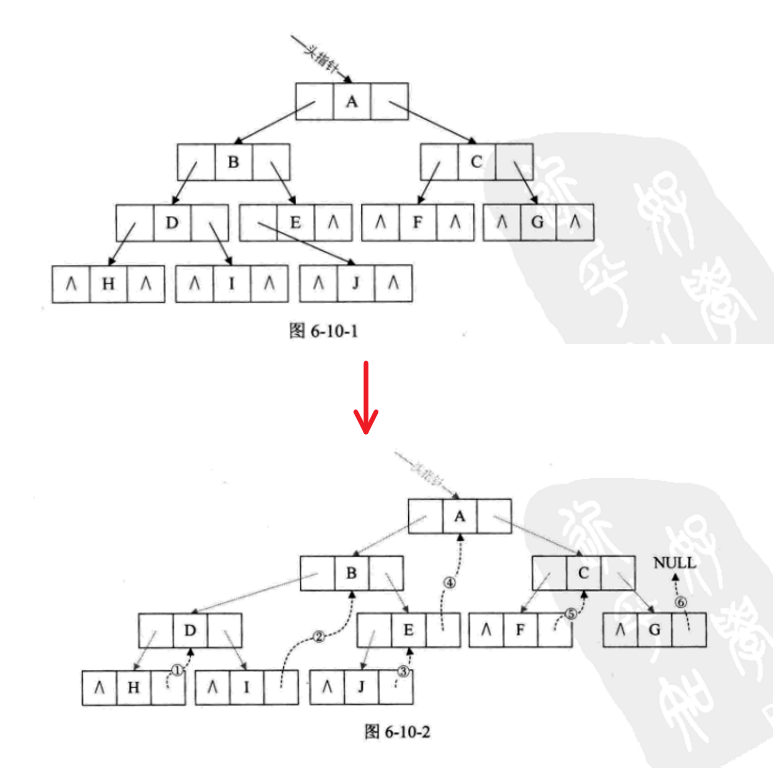 头指针
A
B C
D E ∧ ∧ F ∧ ∧ G ∧
∧ H ∧ ∧ I ∧ ∧ J ∧
图 6-10-1
头指针
A
B ④ C NULL
D ② E ∧ F ⑤ ∧ G ⑥
∧ H ① ∧ I ∧ J ③
图 6-10-2